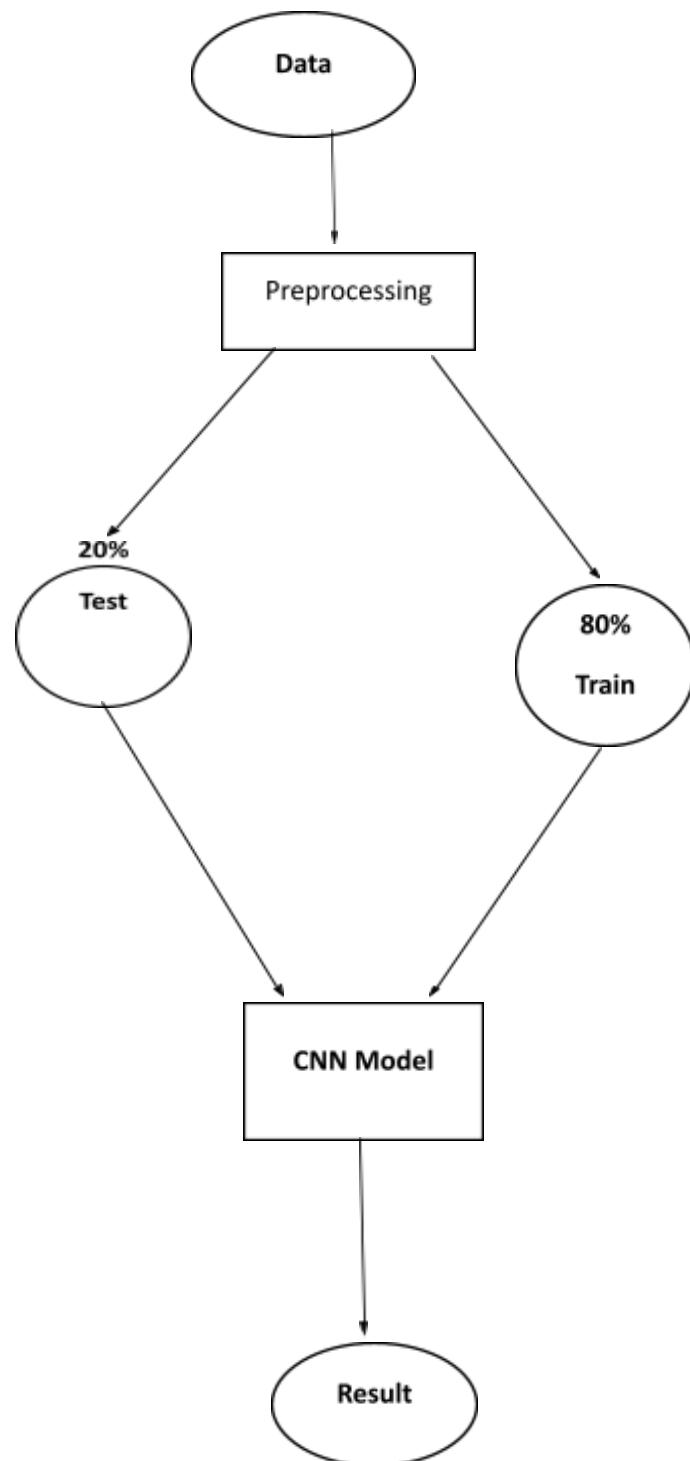 Data
Preprocessing
20%
Test
80%
Train
CNN Model
Result